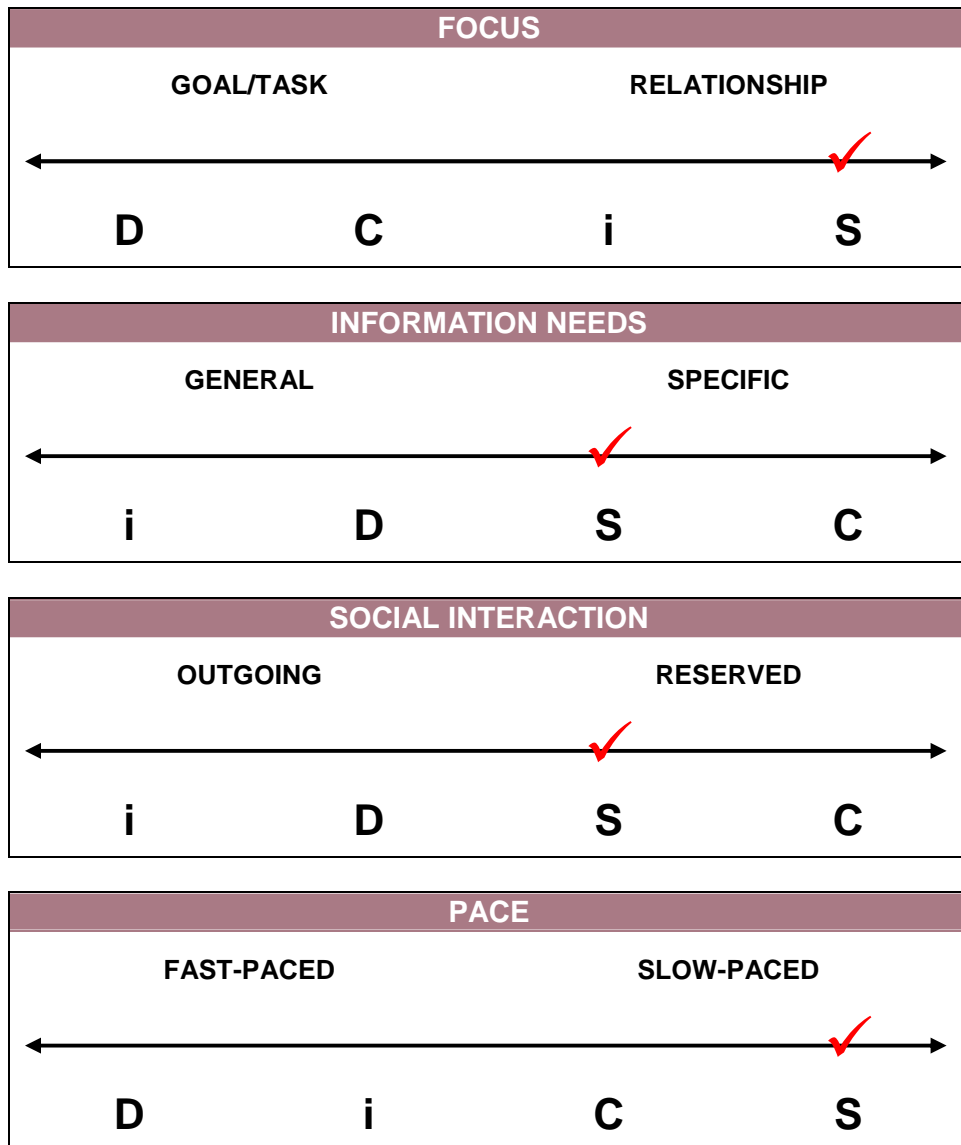 FOCUS
GOAL/TASK RELATIONSHIP
D C i S
INFORMATION NEEDS
GENERAL SPECIFIC
i D S C
SOCIAL INTERACTION
OUTGOING RESERVED
i D S C
PACE
FAST-PACED SLOW-PACED
D i C S